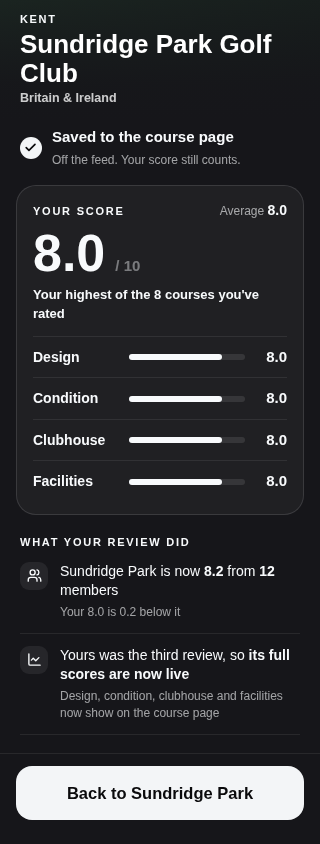 KENT
Sundridge Park Golf
Club
Britain & Ireland
Saved to the course page
Off the feed. Your score still counts.
YOUR SCORE
Average 8.0
8.0 / 10
Your highest of the 8 courses you've
rated
Design 8.0
Condition 8.0
Clubhouse 8.0
Facilities 8.0
WHAT YOUR REVIEW DID
Sundridge Park is now 8.2 from 12
members
Your 8.0 is 0.2 below it
Yours was the third review, so its full
scores are now live
Design, condition, clubhouse and facilities
now show on the course page
Back to Sundridge Park